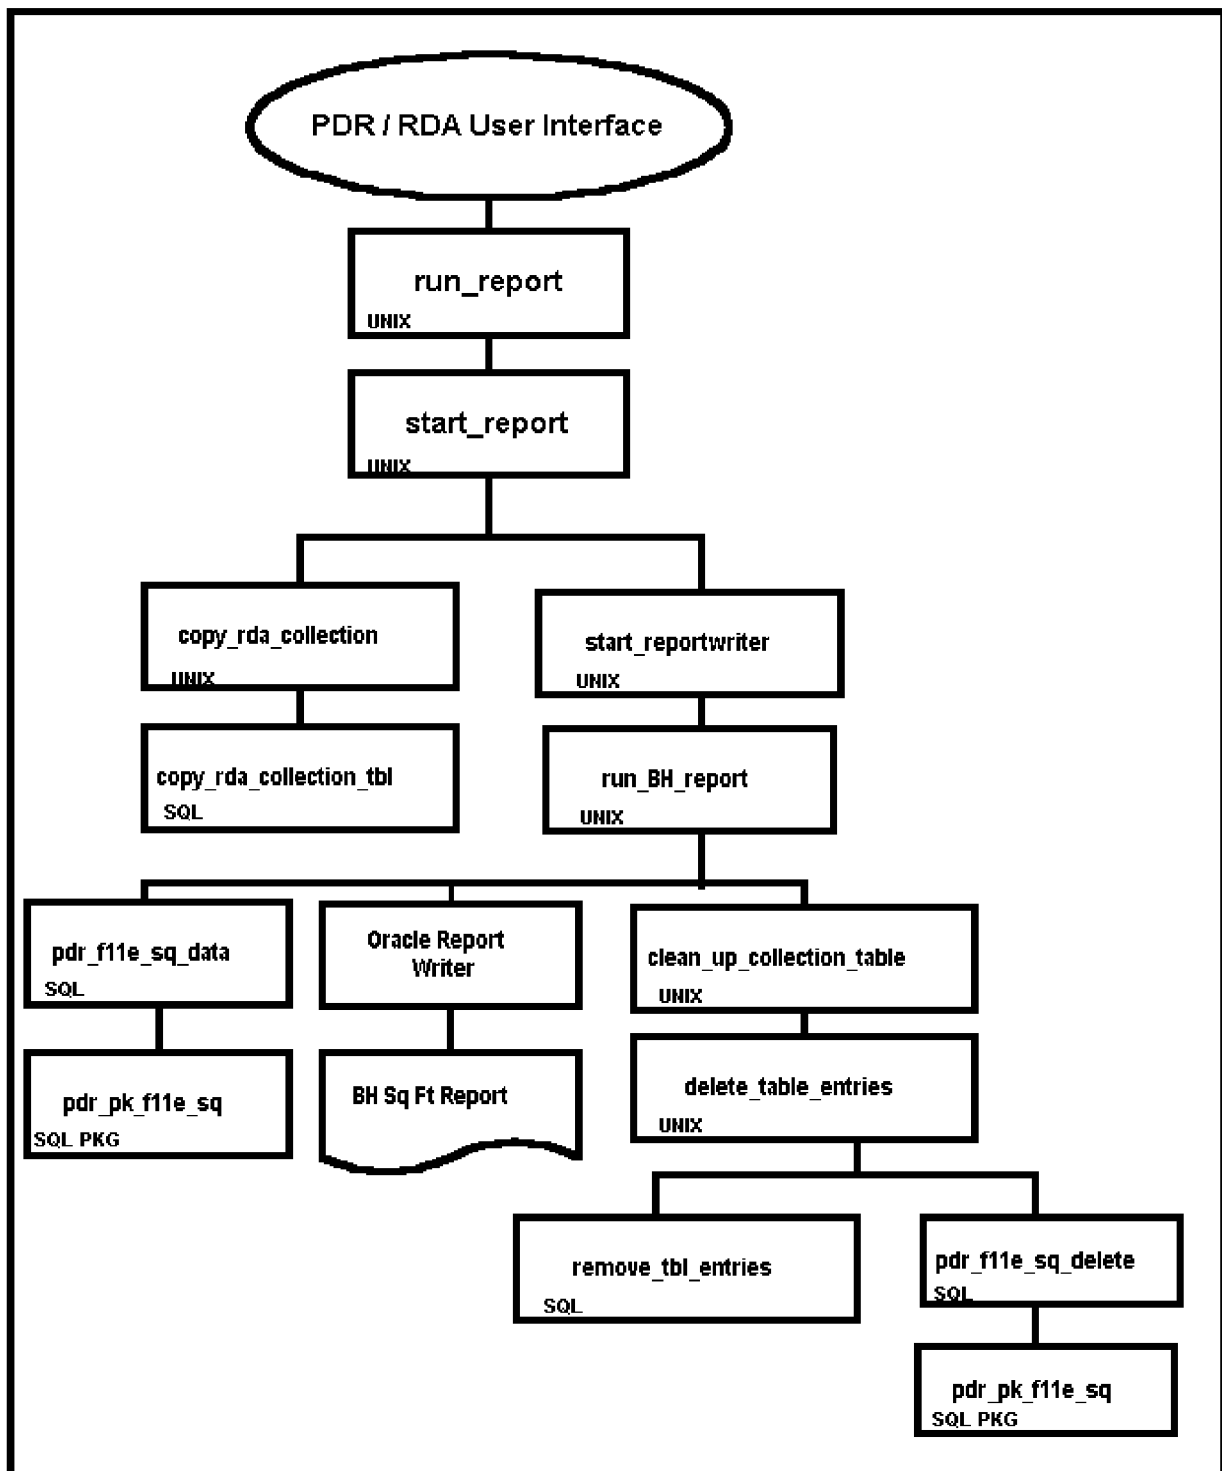 PDR / RDA User Interface
run_report
UNIX
start_report
UNIX
copy_rda_collection
UNIX
start_reportwriter
UNIX
copy_rda_collection_tbl
SQL
run_BH_report
UNIX
pdr_f11e_sq_data
SQL
Oracle Report
Writer
clean_up_collection_table
UNIX
pdr_pk_f11e_sq
SQL PKG
BH Sq Ft Report
delete_table_entries
UNIX
remove_tbl_entries
SQL
pdr_f11e_sq_delete
SQL
pdr_pk_f11e_sq
SQL PKG